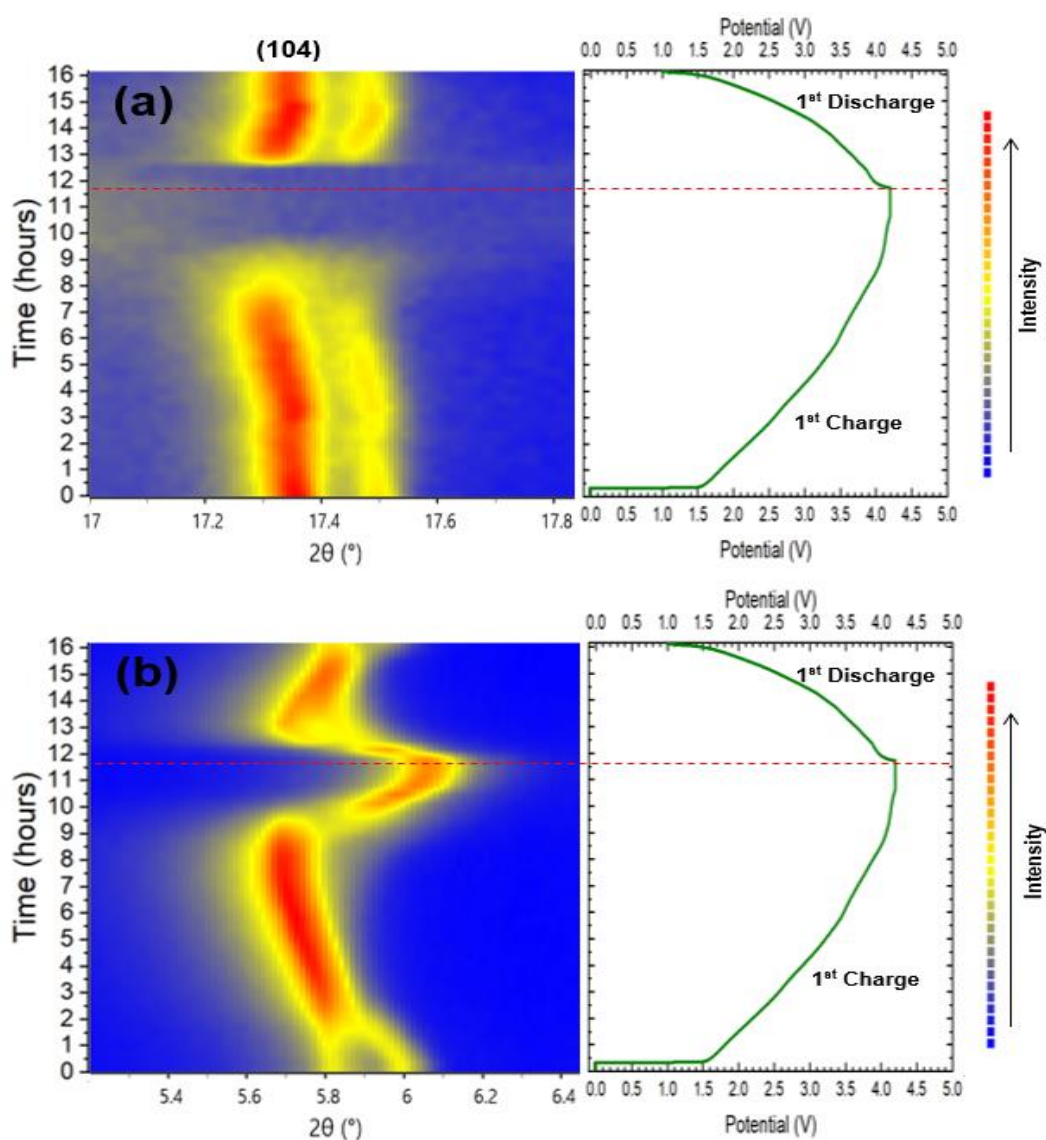 Potential (V)
(104)
0.0 0.5 1.0 1.5 2.0 2.5 3.0 3.5 4.0 4.5 5.0
16
15
14
13
12
11
10
9
8
7
6
5
4
3
2
1
0
Time (hours)
(a)
1st Discharge
1st Charge
Intensity
17 17.2 17.4 17.6 17.8
2θ (°)
0.0 0.5 1.0 1.5 2.0 2.5 3.0 3.5 4.0 4.5 5.0
Potential (V)
Potential (V)
0.0 0.5 1.0 1.5 2.0 2.5 3.0 3.5 4.0 4.5 5.0
16
15
14
13
12
11
10
9
8
7
6
5
4
3
2
1
0
Time (hours)
(b)
1st Discharge
1st Charge
Intensity
5.4 5.6 5.8 6 6.2 6.4
2θ (°)
0.0 0.5 1.0 1.5 2.0 2.5 3.0 3.5 4.0 4.5 5.0
Potential (V)